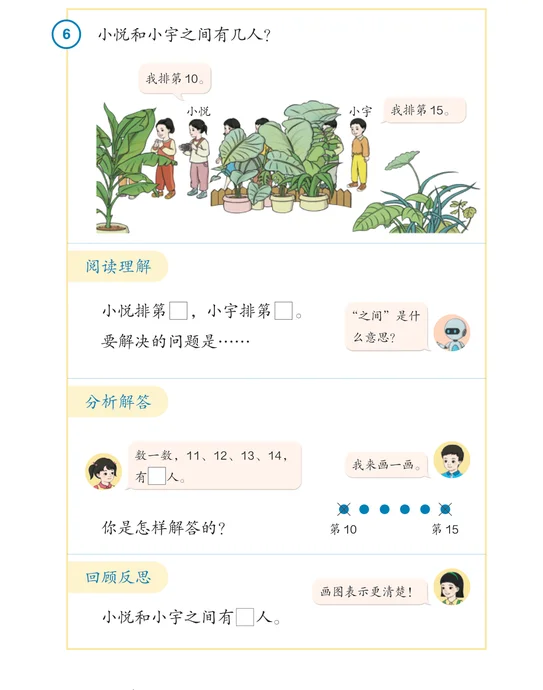 6 小悦和小宇之间有几人?
我排第10。
小悦
小宇
我排第15。
阅读理解
小悦排第□，小宇排第□。
要解决的问题是……
“之间”是什
么意思?
分析解答
数一数，11、12、13、14，
有□人。
我来画一画。
第10
第15
你是怎样解答的?
回顾反思
画图表示更清楚!
小悦和小宇之间有□人。